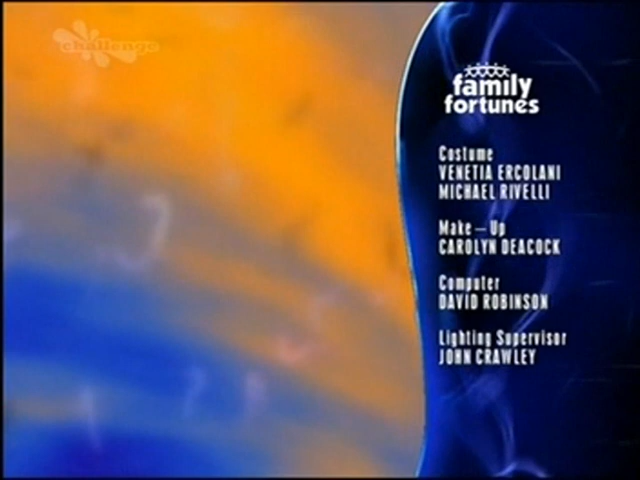 challenge
family
fortunes
Costume
VENETIA ERCOLANI
MICHAEL RIVELLI
Make – Up
CAROLYN DEACOCK
Computer
DAVID ROBINSON
Lighting Supervisor
JOHN CRAWLEY